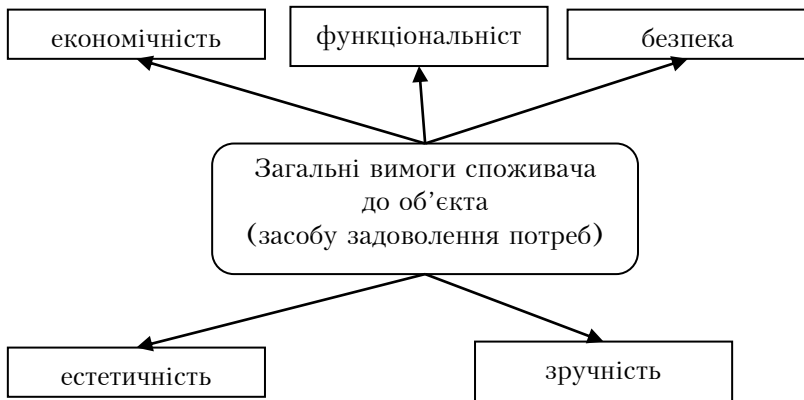 економічність
функціональніст
безпека
Загальні вимоги споживача
до об’єкта
(засобу задоволення потреб)
естетичність
зручність